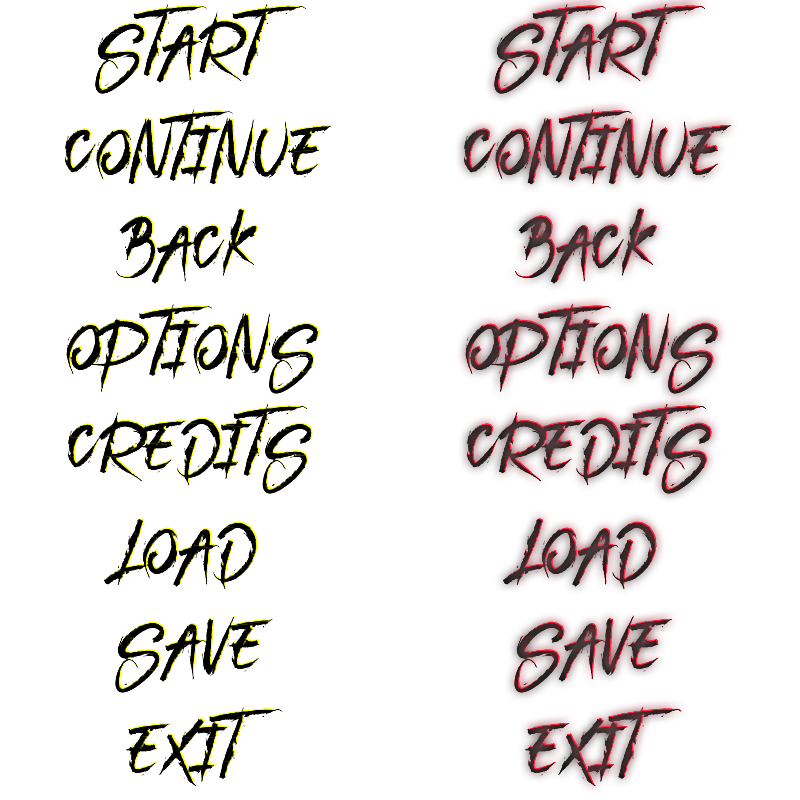 START START
CONTINUE CONTINUE
BACK BACK
OPTIONS OPTIONS
CREDITS CREDITS
LOAD LOAD
SAVE SAVE
EXIT EXIT